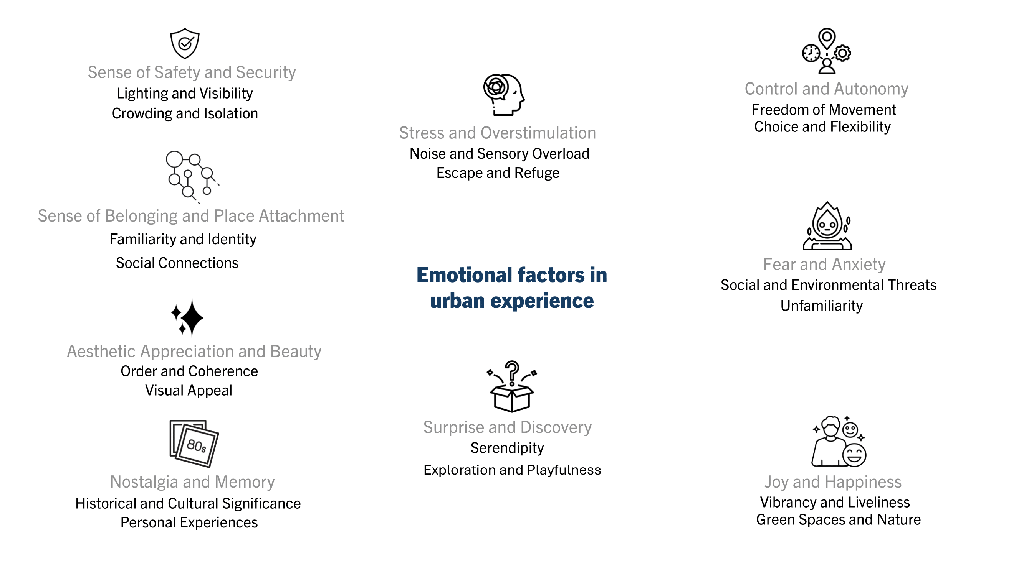 Sense of Safety and Security
Lighting and Visibility
Crowding and Isolation
Sense of Belonging and Place Attachment
Familiarity and Identity
Social Connections
Aesthetic Appreciation and Beauty
Order and Coherence
Visual Appeal
80s
Nostalgia and Memory
Historical and Cultural Significance
Personal Experiences
Stress and Overstimulation
Noise and Sensory Overload
Escape and Refuge
Emotional factors in
urban experience
?
Surprise and Discovery
Serendipity
Exploration and Playfulness
Control and Autonomy
Freedom of Movement
Choice and Flexibility
Fear and Anxiety
Social and Environmental Threats
Unfamiliarity
Joy and Happiness
Vibrancy and Liveliness
Green Spaces and Nature